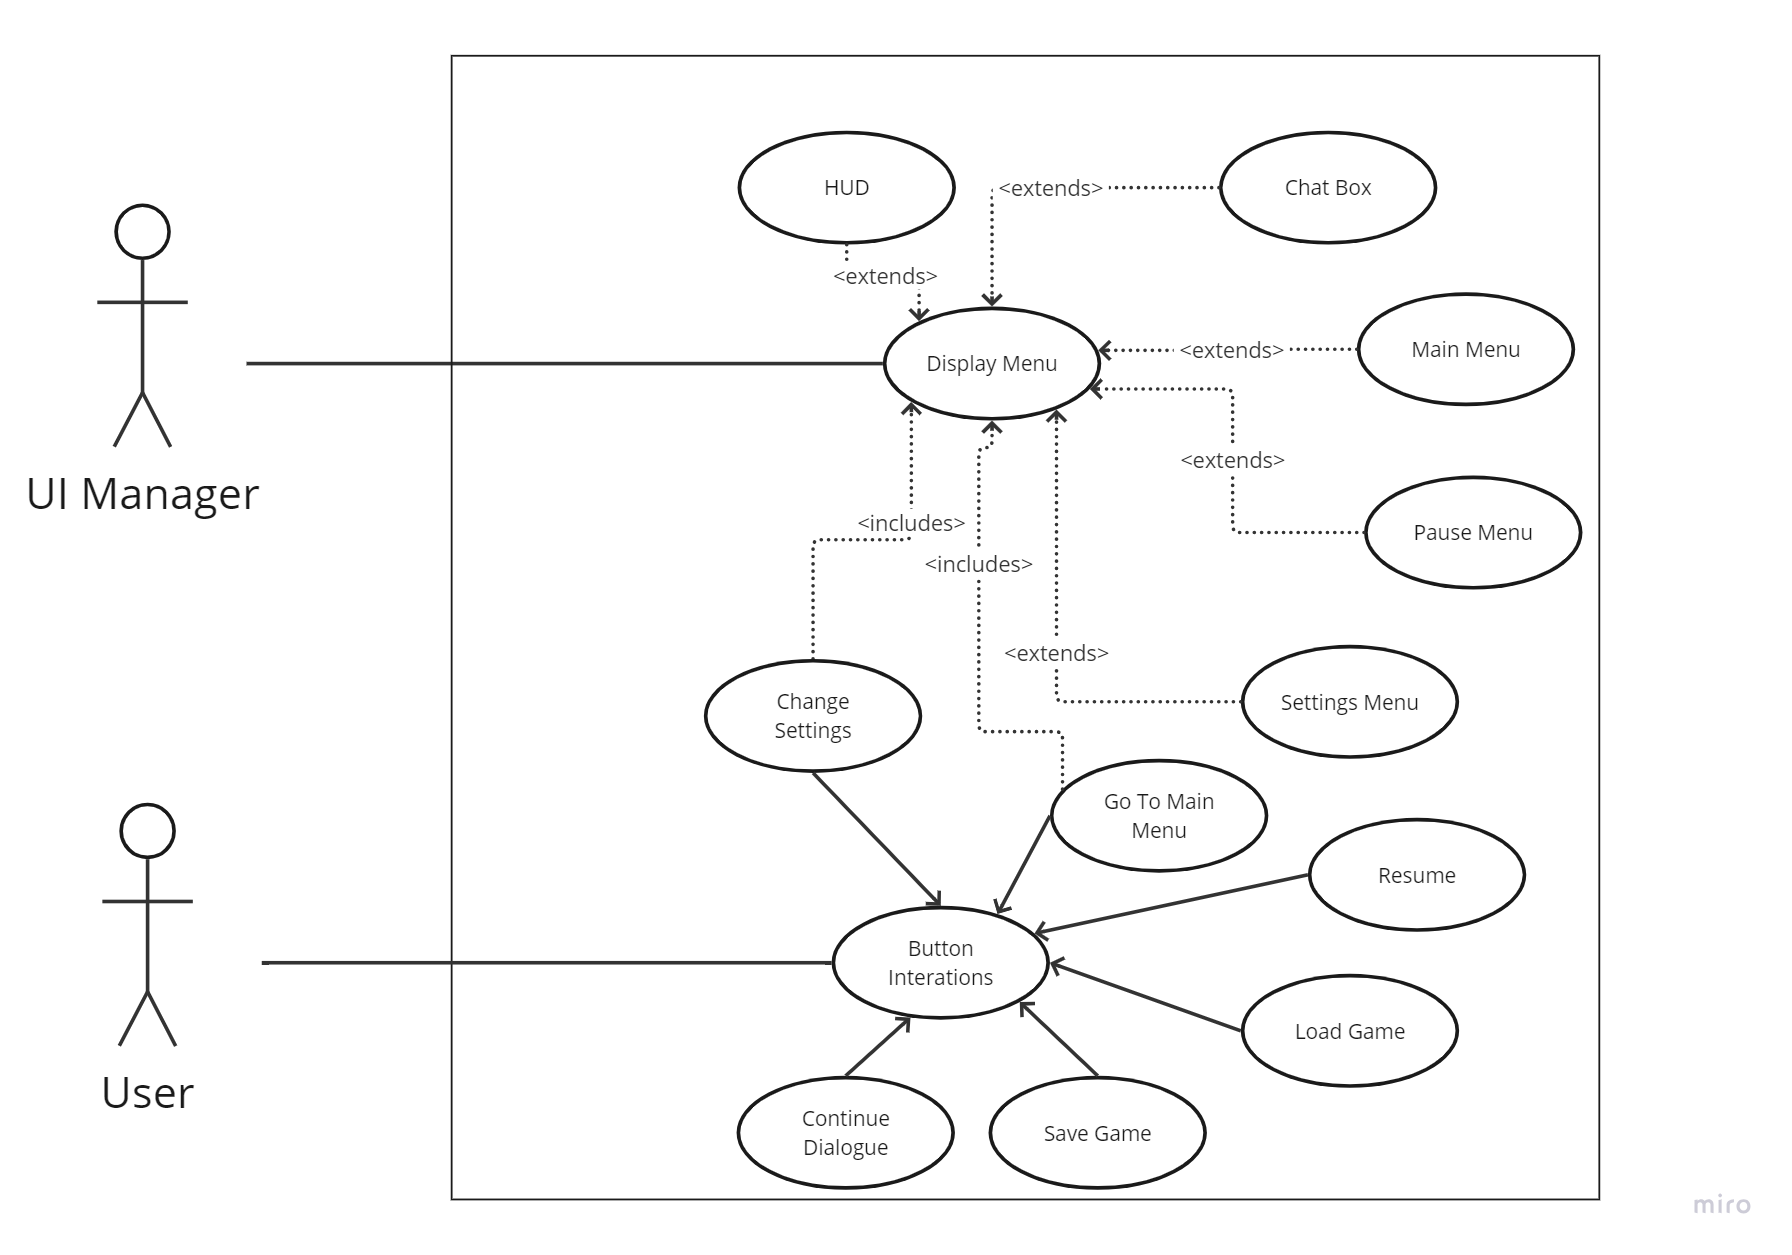 HUD
<extends>
Chat Box
<extends>
Display Menu
<extends>
Main Menu
<extends>
Pause Menu
UI Manager
<includes>
<includes>
<extends>
Change
Settings
Settings Menu
Go To Main
Menu
Resume
Button
Interations
Load Game
User
Continue
Dialogue
Save Game
miro